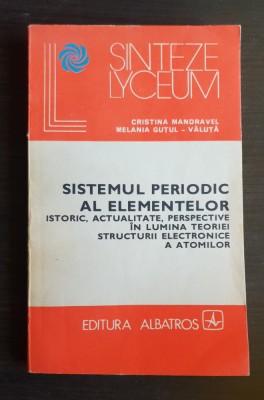 SINTEZE
LYCEUM
CRISTINA MANDRAVEL
MELANIA GUȚUL - VĂLUȚĂ
SISTEMUL PERIODIC
AL ELEMENTELOR
ISTORIC, ACTUALITATE, PERSPECTIVE
ÎN LUMINA TEORIEI
STRUCTURII ELECTRONICE
A ATOMILOR
EDITURA ALBATROS